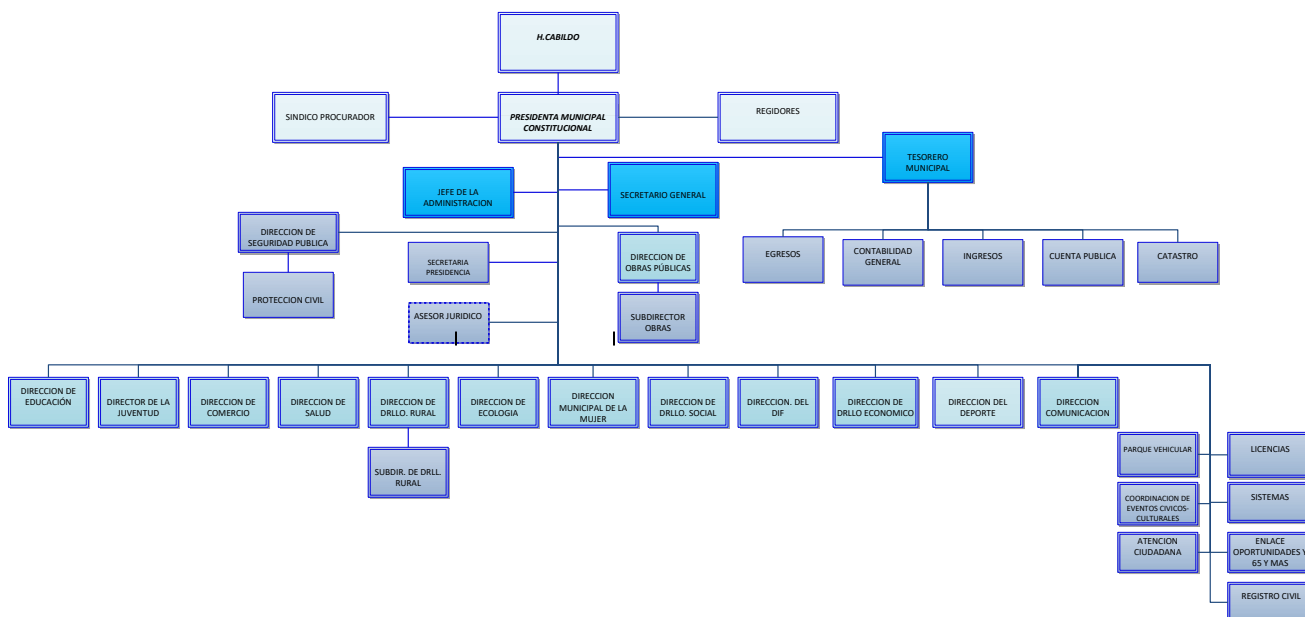 H.CABILDO
SINDICO PROCURADOR
PRESIDENTA MUNICIPAL
CONSTITUCIONAL
REGIDORES
TESORERO
MUNICIPAL
JEFE DE LA
ADMINISTRACION
SECRETARIO GENERAL
DIRECCION DE
SEGURIDAD PUBLICA
SECRETARIA
PRESIDENCIA
DIRECCION DE
OBRAS PÚBLICAS
EGRESOS
CONTABILIDAD
GENERAL
INGRESOS
CUENTA PUBLICA
CATASTRO
PROTECCION CIVIL
ASESOR JURIDICO
SUBDIRECTOR
OBRAS
DIRECCION DE
EDUCACIÓN
DIRECTOR DE LA
JUVENTUD
DIRECCION DE
COMERCIO
DIRECCION DE
SALUD
DIRECCION DE
DRLLO. RURAL
DIRECCION DE
ECOLOGIA
DIRECCION
MUNICIPAL DE LA
MUJER
DIRECCION DE
DRLLO. SOCIAL
DIRECCION. DEL
DIF
DIRECCION DE
DRLLO ECONOMICO
DIRECCION DEL
DEPORTE
DIRECCION
COMUNICACION
SUBDIR. DE DRLL.
RURAL
PARQUE VEHICULAR
LICENCIAS
COORDINACION DE
EVENTOS CIVICOS-
CULTURALES
SISTEMAS
ATENCION
CIUDADANA
ENLACE
OPORTUNIDADES Y
65 Y MAS
REGISTRO CIVIL